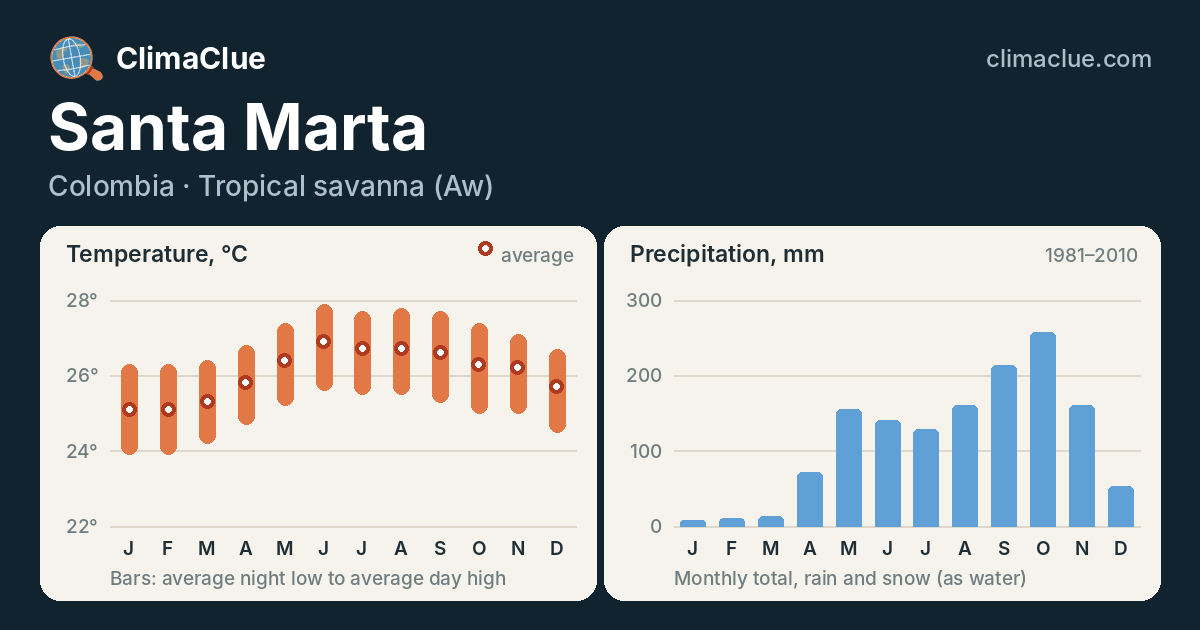 ClimaClue
climaclue.com
Santa Marta
Colombia · Tropical savanna (Aw)
Temperature, °C
average
28°
26°
24°
22°
J F M A M J J A S O N D
Bars: average night low to average day high
Precipitation, mm
1981–2010
300
200
100
0
J F M A M J J A S O N D
Monthly total, rain and snow (as water)